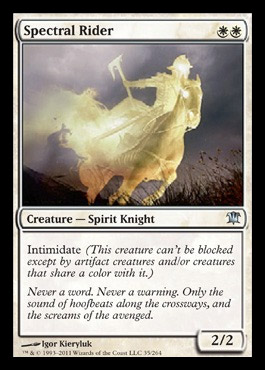 Spectral Rider
Creature — Spirit Knight
Intimidate (This creature can't be blocked
except by artifact creatures and/or creatures
that share a color with it.)
Never a word. Never a warning. Only the
sound of hoofbeats along the crossways, and
the screams of the avenged.
Igor Kieryluk
2/2
™ & © 1993–2011 Wizards of the Coast LLC 35/264